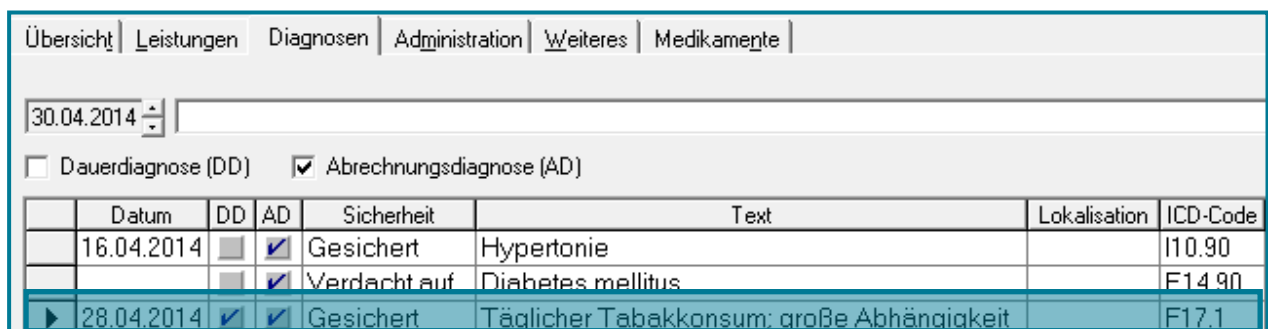 Übersicht Leistungen Diagnosen Administration Weiteres Medikamente
30.04.2014
Dauerdiagnose (DD) Abrechnungsdiagnose (AD)
Datum DD AD Sicherheit Text Lokalisation ICD-Code
16.04.2014 Gesichert Hypertonie I10.90
Verdacht auf Diabetes mellitus E14.90
28.04.2014 Gesichert Täglicher Tabakkonsum; große Abhängigkeit F17.1